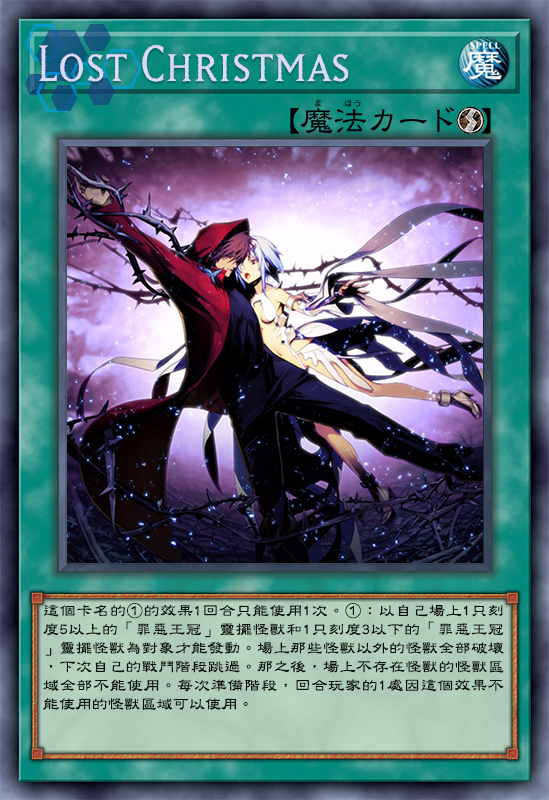 LOST CHRISTMAS
SPELL
魔
ま ほう
【魔法カード】
這個卡名的①的效果1回合只能使用1次。①：以自己場上1只刻
度5以上的「罪惡王冠」靈擺怪獸和1只刻度3以下的「罪惡王冠
」靈擺怪獸為對象才能發動。場上那些怪獸以外的怪獸全部破壞
，下次自己的戰鬥階段跳過。那之後，場上不存在怪獸的怪獸區
域全部不能使用。每次準備階段，回合玩家的1處因這個效果不
能使用的怪獸區域可以使用。